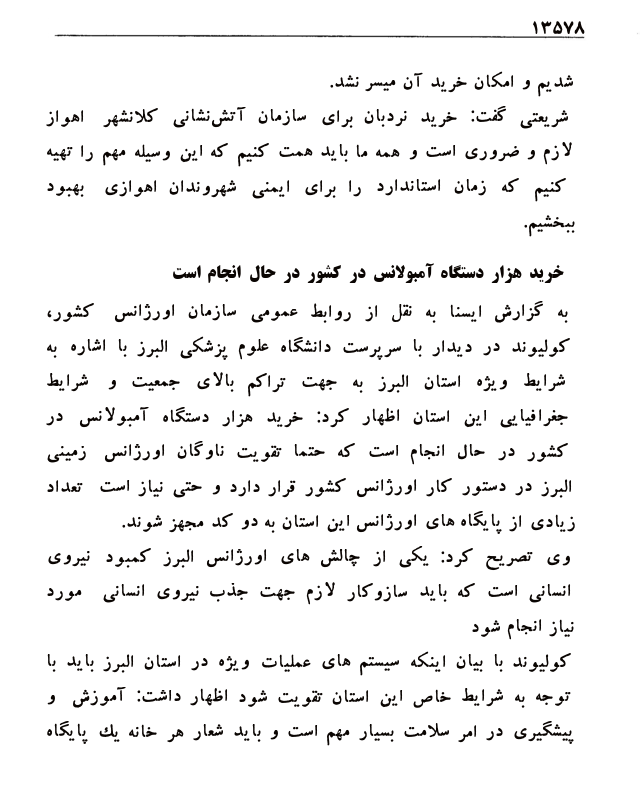 ۱۳۵۷۸
شدیم و امکان خرید آن میسر نشد.
شریعتی گفت: خرید نردبان برای سازمان آتش‌نشانی کلانشهر اهواز
لازم و ضروری است و همه ما باید همت کنیم که این وسیله مهم را تهیه
کنیم که زمان استاندارد را برای ایمنی شهروندان اهوازی بهبود
ببخشیم.
خرید هزار دستگاه آمبولانس در کشور در حال انجام است
به گزارش ایسنا به نقل از روابط عمومی سازمان اورژانس کشور،
کولیوند در دیدار با سرپرست دانشگاه علوم پزشکی البرز با اشاره به
شرایط ویژه استان البرز به جهت تراکم بالای جمعیت و شرایط
جغرافیایی این استان اظهار کرد: خرید هزار دستگاه آمبولانس در
کشور در حال انجام است که حتما تقویت ناوگان اورژانس زمینی
البرز در دستور کار اورژانس کشور قرار دارد و حتی نیاز است تعداد
زیادی از پایگاه های اورژانس این استان به دو کد مجهز شوند.
وی تصریح کرد: یکی از چالش های اورژانس البرز کمبود نیروی
انسانی است که باید سازوکار لازم جهت جذب نیروی انسانی مورد
نیاز انجام شود
کولیوند با بیان اینکه سیستم های عملیات ویژه در استان البرز باید با
توجه به شرایط خاص این استان تقویت شود اظهار داشت: آموزش و
پیشگیری در امر سلامت بسیار مهم است و باید شعار هر خانه یك پایگاه